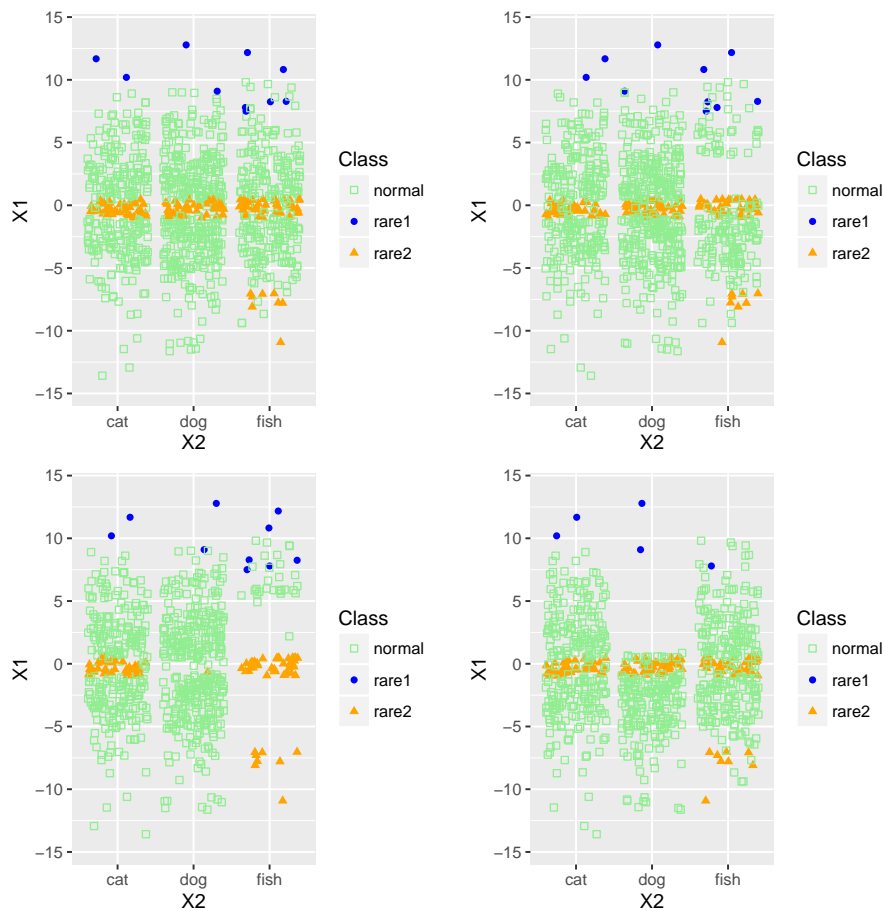 15
10
5
0
−5
−10
−15
X1
cat
dog
fish
X2
Class
normal
rare1
rare2
15
10
5
0
−5
−10
−15
X1
cat
dog
fish
X2
Class
normal
rare1
rare2
15
10
5
0
−5
−10
−15
X1
cat
dog
fish
X2
Class
normal
rare1
rare2
15
10
5
0
−5
−10
−15
X1
cat
dog
fish
X2
Class
normal
rare1
rare2